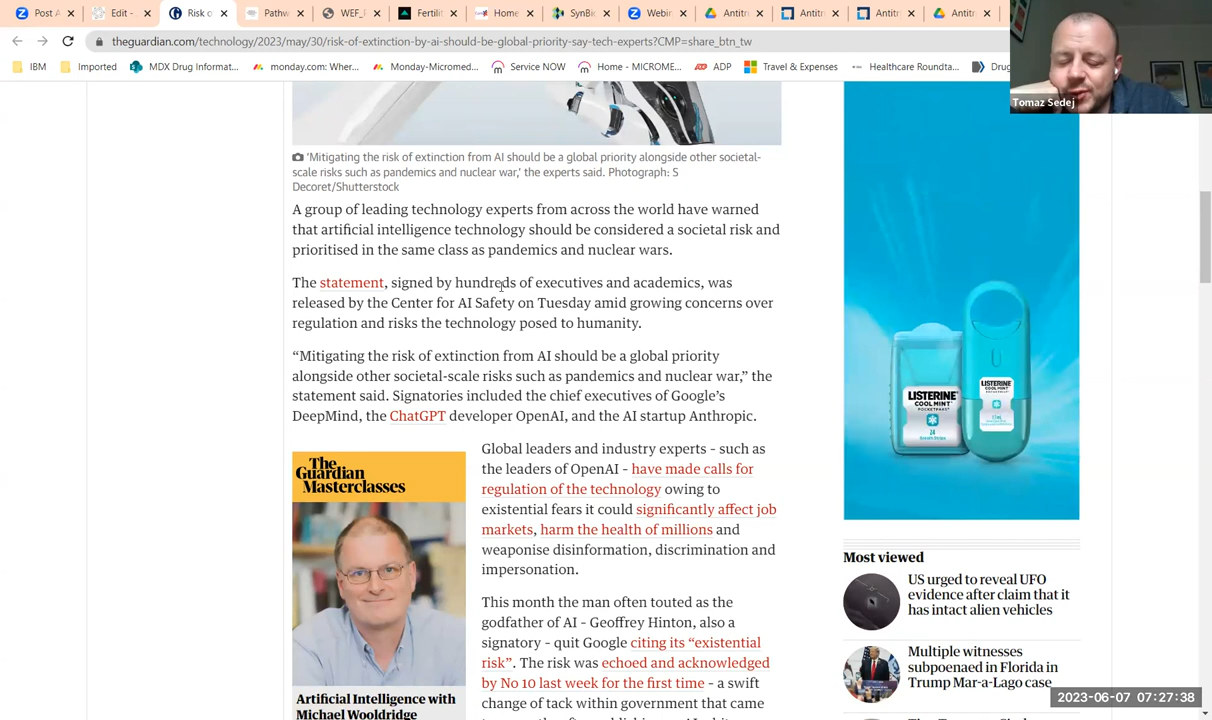 Post A
Edit -
Risk o
Pathw
WEF_F
Fertilit
Home
SynBio
Webin
Antitr
Antitr
Antitr
Antitr
theguardian.com/technology/2023/may/30/risk-of-extinction-by-ai-should-be-global-priority-say-tech-experts?CMP=share_btn_tw
IBM
Imported
MDX Drug Informat...
monday.com: Wher...
Monday-Micromed...
Service NOW
Home - MICROME...
ADP
Travel & Expenses
Healthcare Roundta...
Drug
Tomaz Sedej
'Mitigating the risk of extinction from AI should be a global priority alongside other societal-
scale risks such as pandemics and nuclear war,' the experts said. Photograph: S
Decoret/Shutterstock
A group of leading technology experts from across the world have warned
that artificial intelligence technology should be considered a societal risk and
prioritised in the same class as pandemics and nuclear wars.
The statement, signed by hundreds of executives and academics, was
released by the Center for AI Safety on Tuesday amid growing concerns over
regulation and risks the technology posed to humanity.
“Mitigating the risk of extinction from AI should be a global priority
alongside other societal-scale risks such as pandemics and nuclear war,” the
statement said. Signatories included the chief executives of Google’s
DeepMind, the ChatGPT developer OpenAI, and the AI startup Anthropic.
The
Guardian
Masterclasses
Artificial Intelligence with
Michael Wooldridge
Global leaders and industry experts – such as
the leaders of OpenAI – have made calls for
regulation of the technology owing to
existential fears it could significantly affect job
markets, harm the health of millions and
weaponise disinformation, discrimination and
impersonation.
This month the man often touted as the
godfather of AI – Geoffrey Hinton, also a
signatory – quit Google citing its “existential
risk”. The risk was echoed and acknowledged
by No 10 last week for the first time – a swift
change of tack within government that came
LISTERINE
COOL MINT
POCKETPAKS
24
LISTERINE
COOL MINT
Most viewed
US urged to reveal UFO
evidence after claim that it
has intact alien vehicles
Multiple witnesses
subpoenaed in Florida in
Trump Mar-a-Lago case
2023-06-07 07:27:38